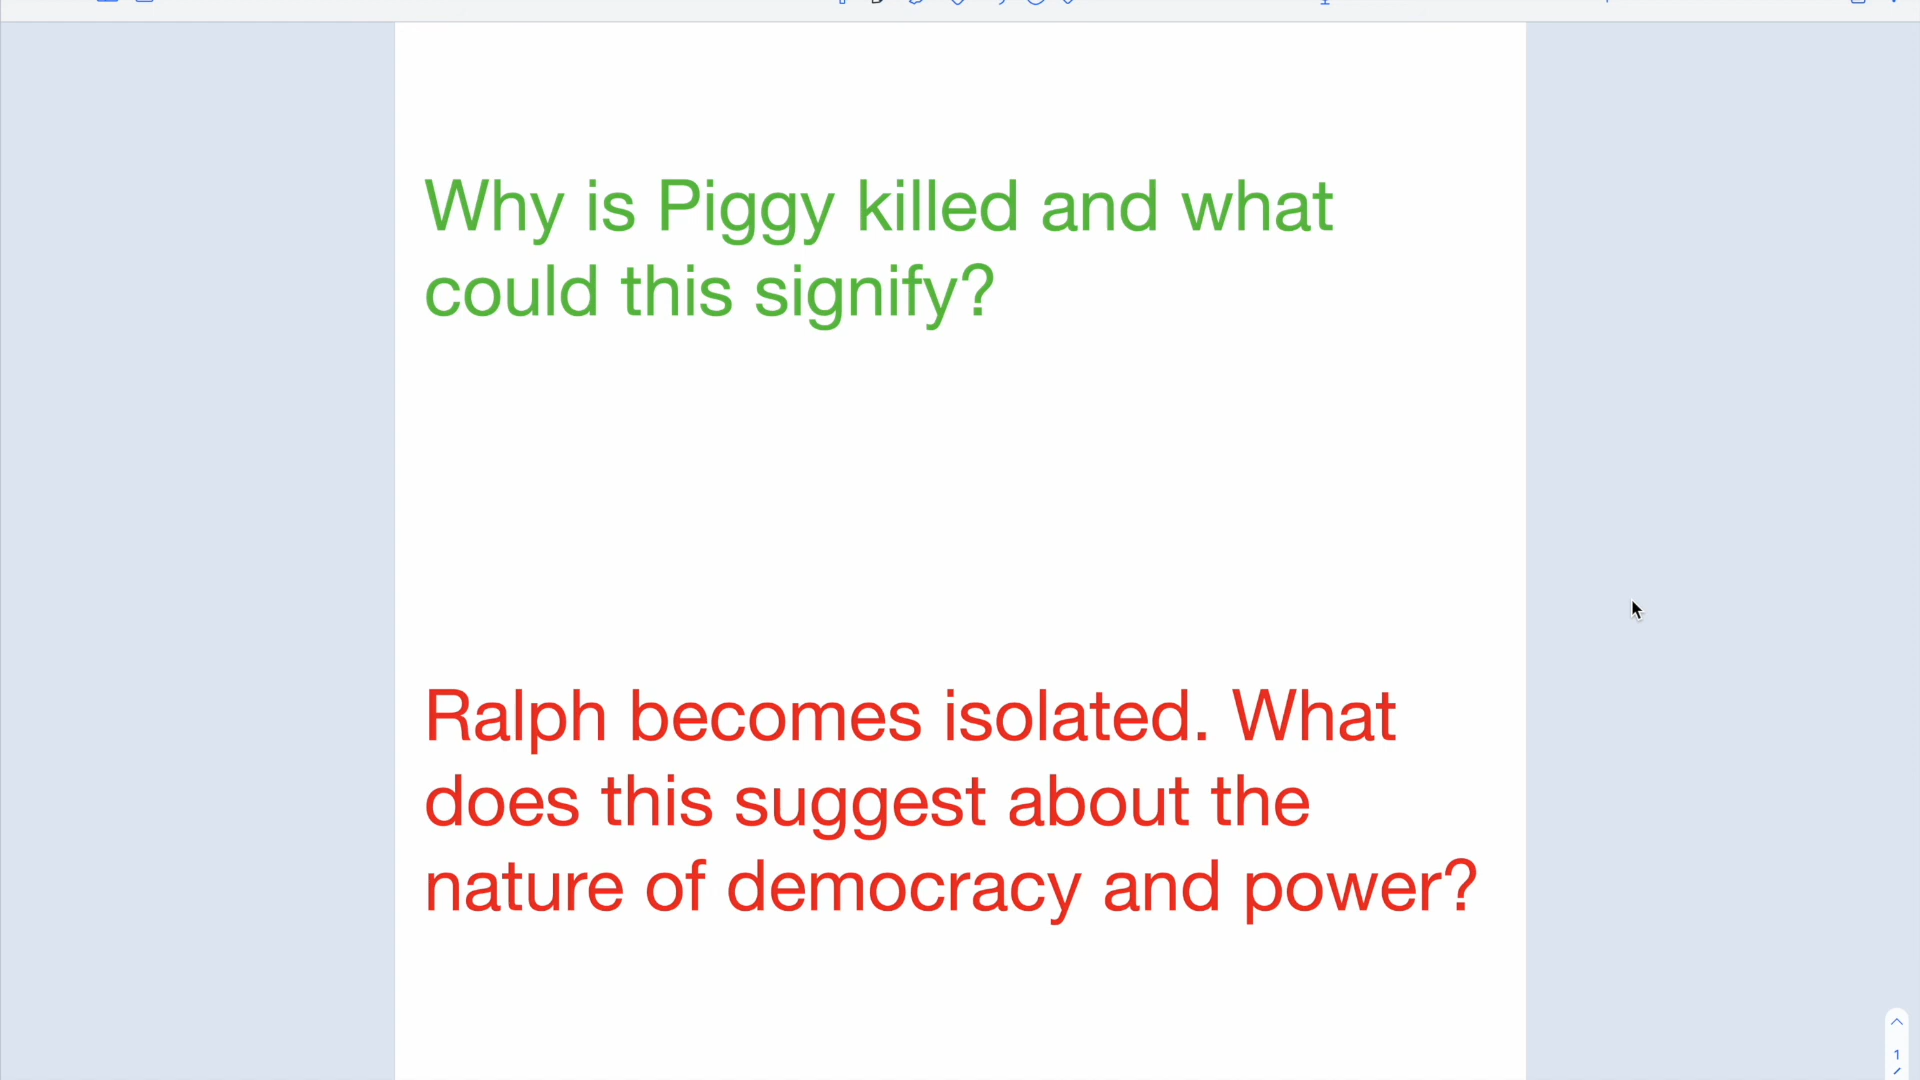 Why is Piggy killed and what
could this signify?
Ralph becomes isolated. What
does this suggest about the
nature of democracy and power?
1